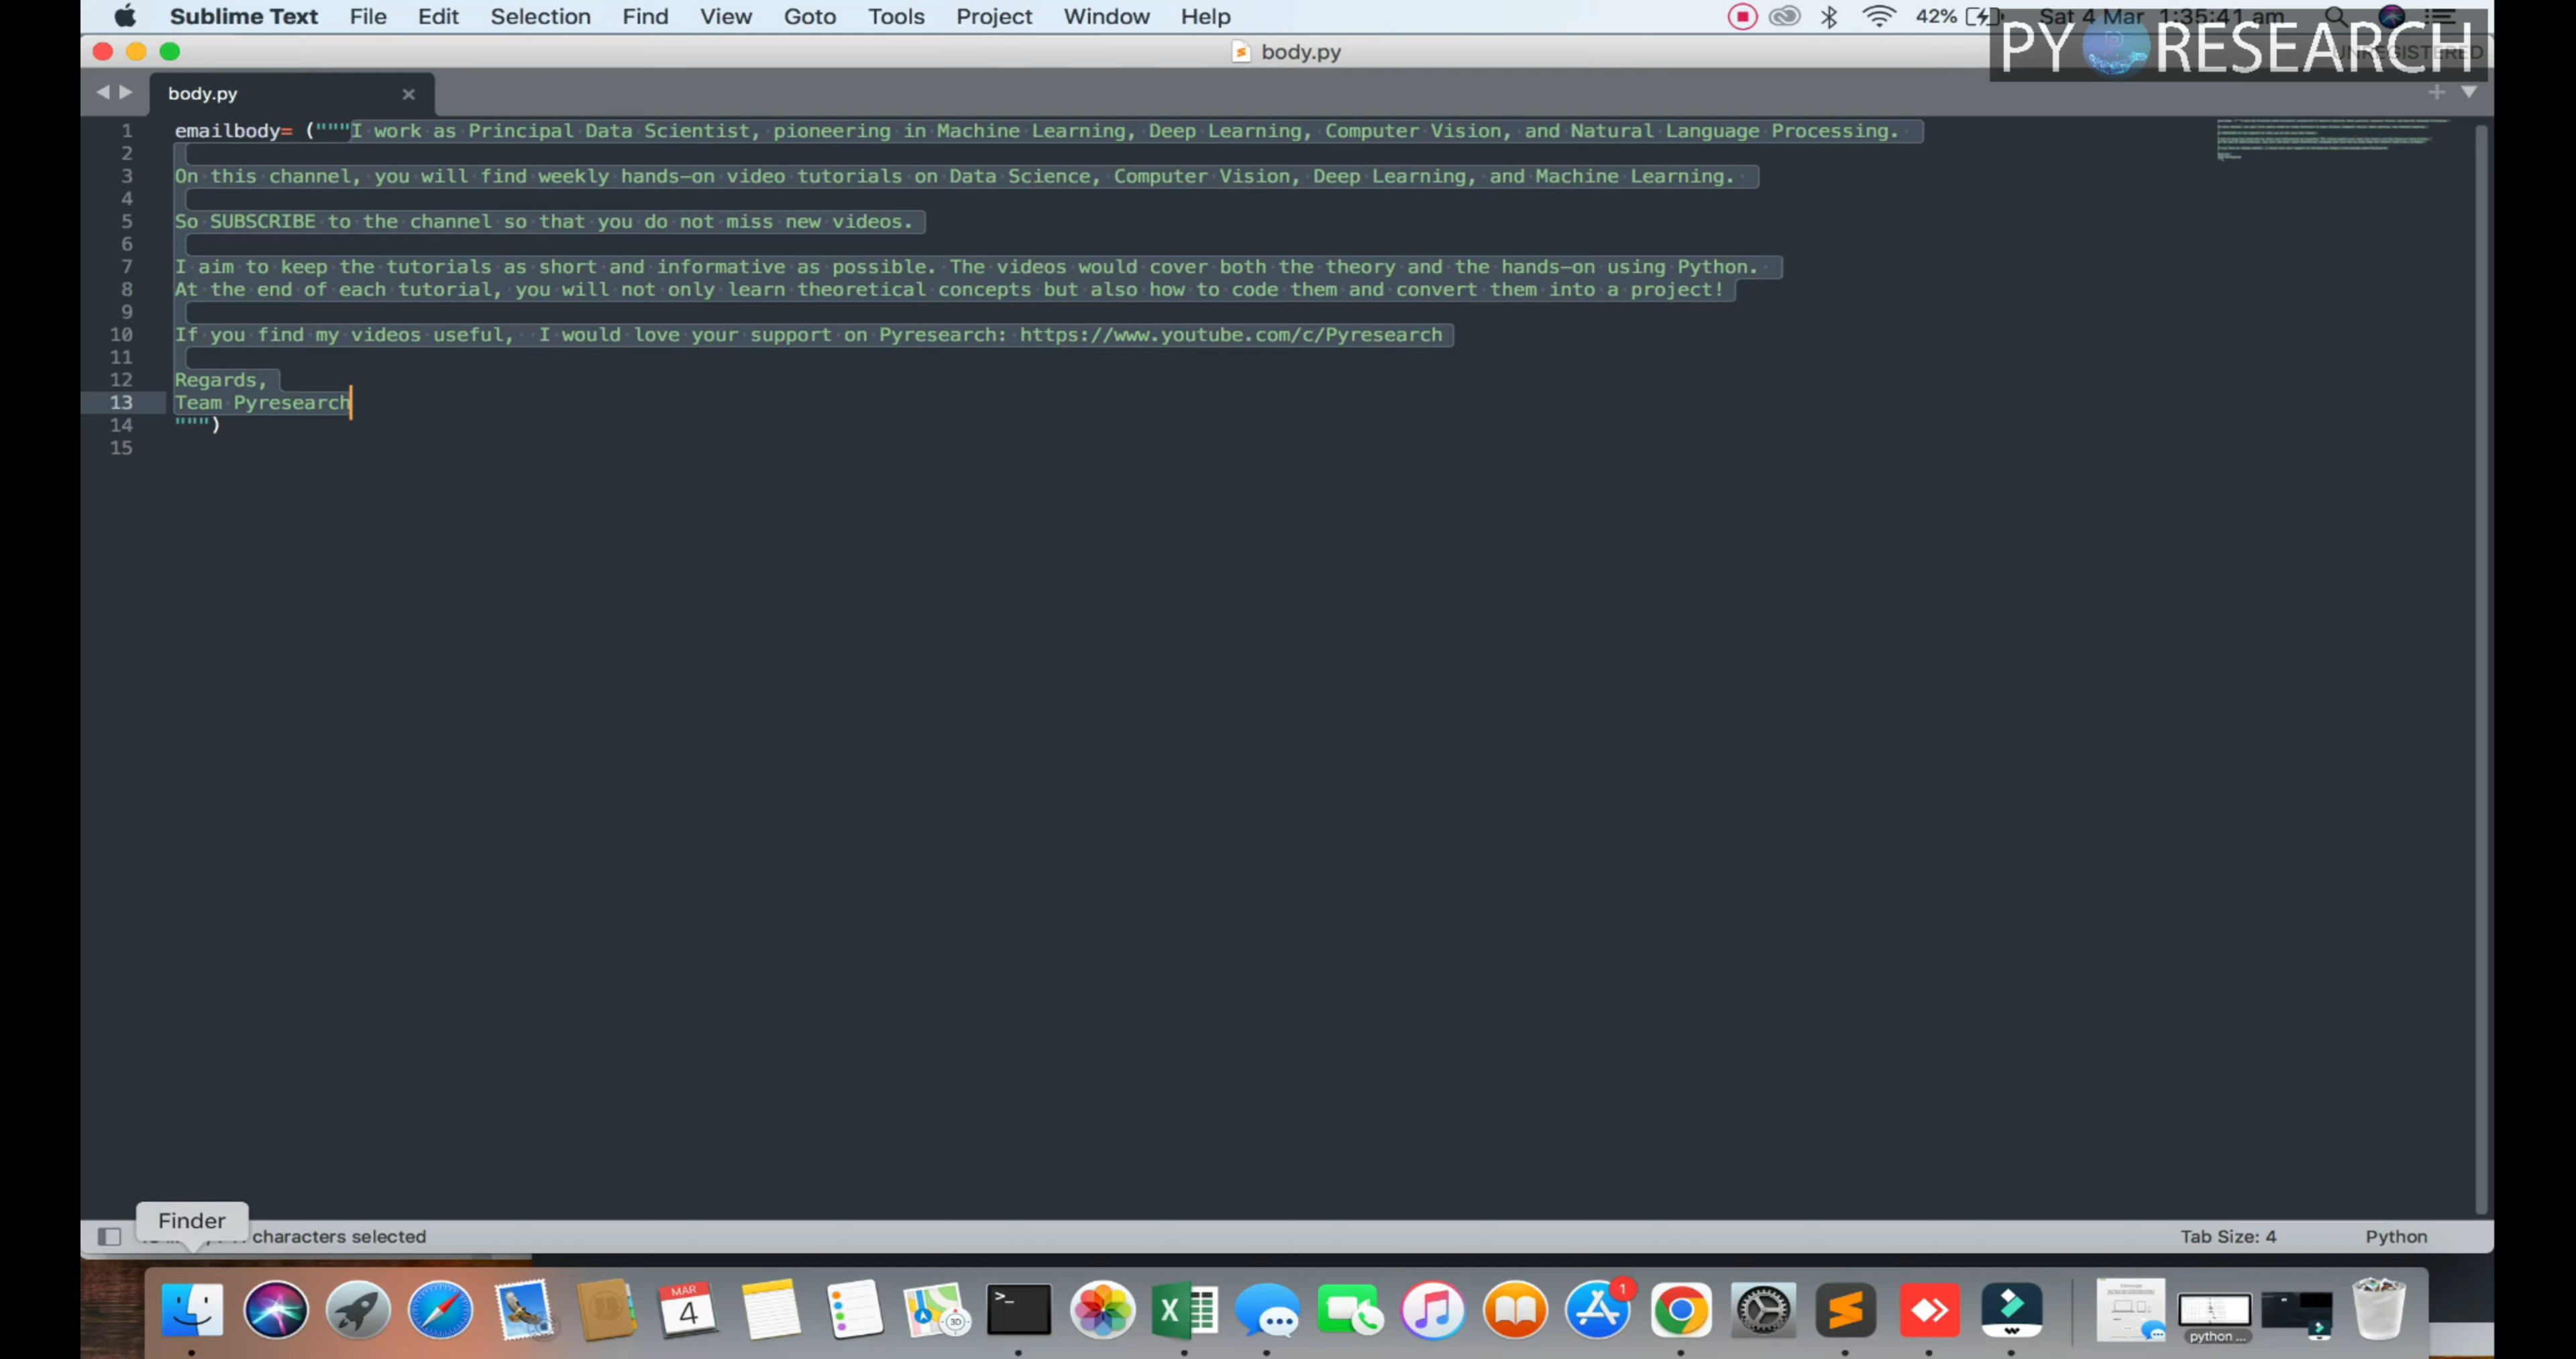 Sublime Text File Edit Selection Find View Goto Tools Project Window Help 42% Sat 4 Mar 1:35:41 am
PY RESEARCH
UNREGISTERED
body.py
body.py
1 emailbody= ("""I work as Principal Data Scientist, pioneering in Machine Learning, Deep Learning, Computer Vision, and Natural Language Processing.
2
3 On this channel, you will find weekly hands-on video tutorials on Data Science, Computer Vision, Deep Learning, and Machine Learning.
4
5 So SUBSCRIBE to the channel so that you do not miss new videos.
6
7 I aim to keep the tutorials as short and informative as possible. The videos would cover both the theory and the hands-on using Python.
8 At the end of each tutorial, you will not only learn theoretical concepts but also how to code them and convert them into a project!
9
10 If you find my videos useful,  I would love your support on Pyresearch: https://www.youtube.com/c/Pyresearch
11
12 Regards,
13 Team Pyresearch
14 """)
15
Finder
characters selected Tab Size: 4 Python
MAR
4
3D
1
python ...